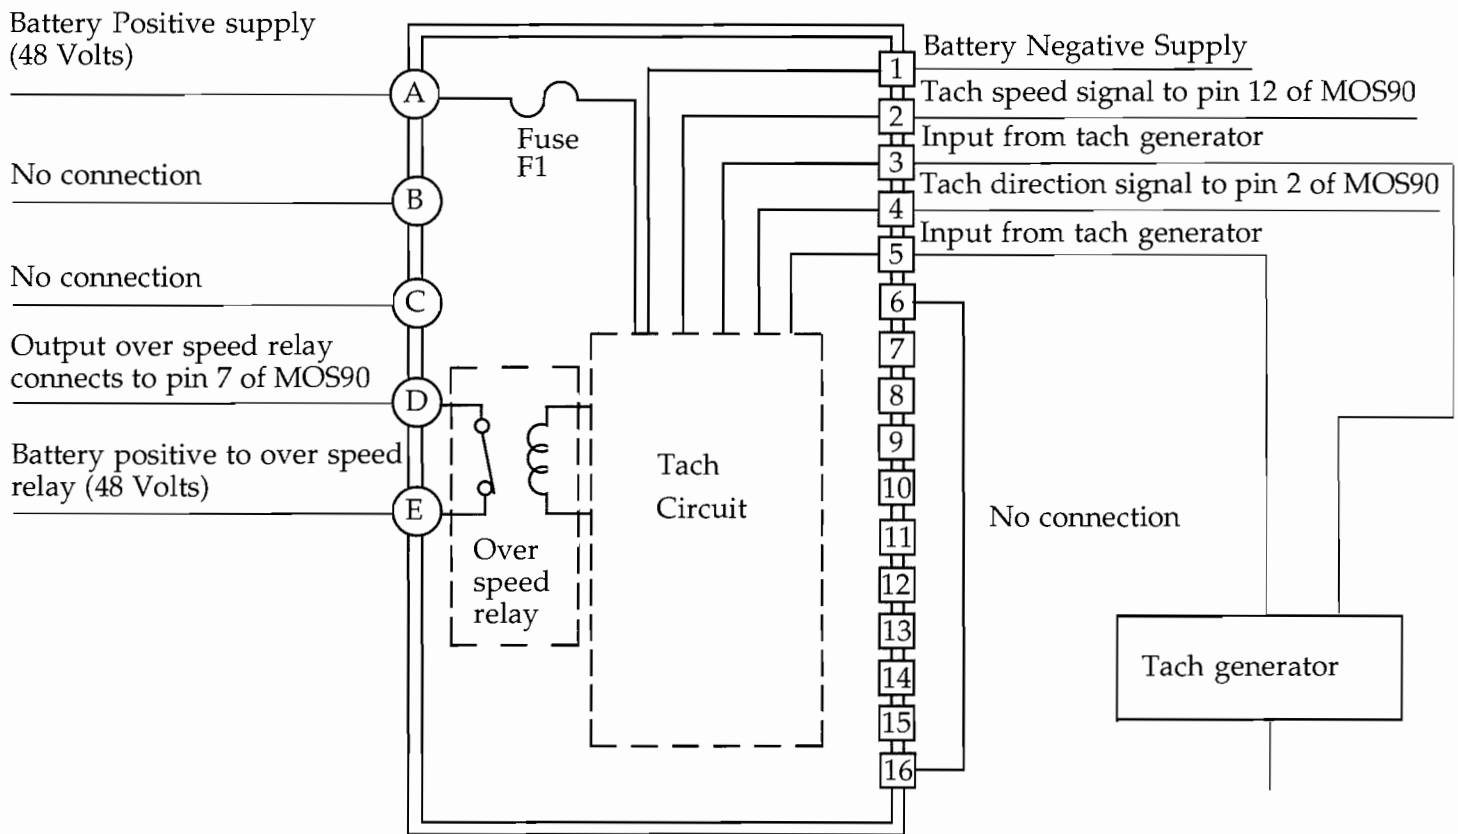 Battery Positive supply
(48 Volts)
A
No connection
B
No connection
C
Output over speed relay
connects to pin 7 of MOS90
D
Battery positive to over speed
relay (48 Volts)
E
Fuse
F1
Over
speed
relay
Tach
Circuit
1
Battery Negative Supply
2
Tach speed signal to pin 12 of MOS90
3
Input from tach generator
4
Tach direction signal to pin 2 of MOS90
5
Input from tach generator
6
7
8
9
10
11
12
13
14
15
16
No connection
Tach generator